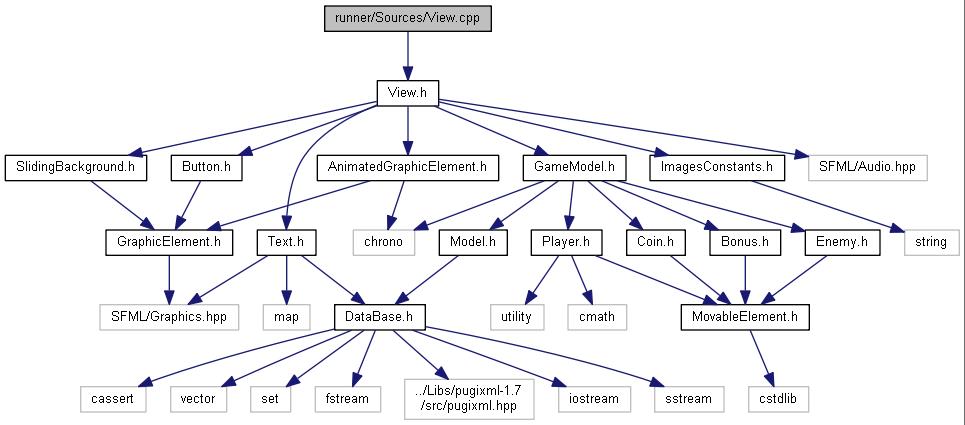 runner/Sources/View.cpp
View.h
SlidingBackground.h
Button.h
AnimatedGraphicElement.h
GameModel.h
ImagesConstants.h
SFML/Audio.hpp
GraphicElement.h
Text.h
chrono
Model.h
Player.h
Coin.h
Bonus.h
Enemy.h
string
SFML/Graphics.hpp
map
DataBase.h
utility
cmath
MovableElement.h
cassert
vector
set
fstream
../Libs/pugixml-1.7
/src/pugixml.hpp
iostream
sstream
cstdlib